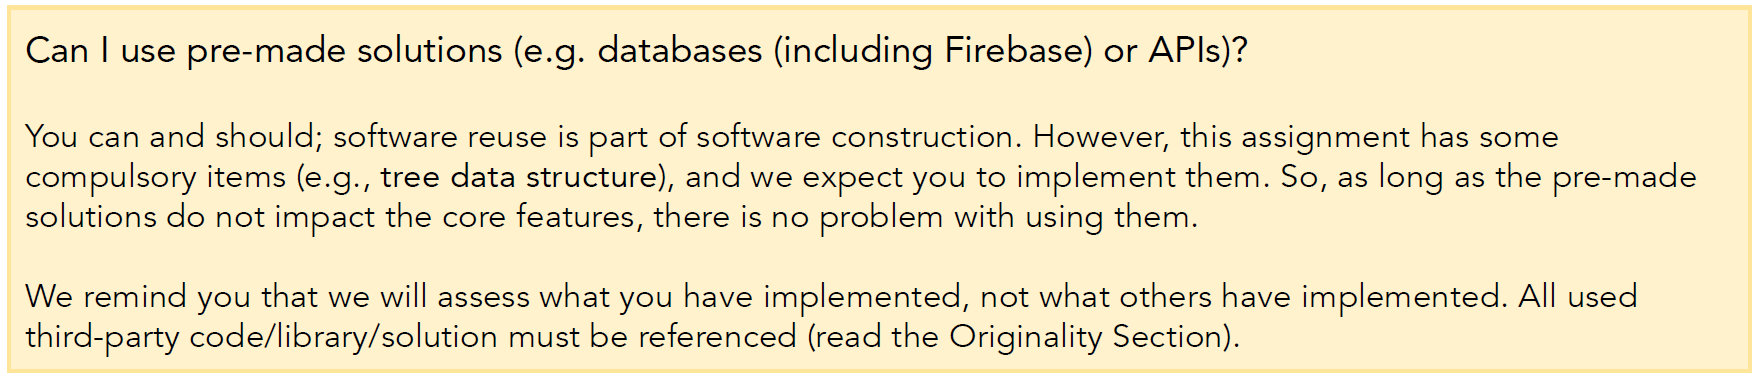 Can I use pre-made solutions (e.g. databases (including Firebase) or APIs)?
You can and should; software reuse is part of software construction. However, this assignment has some
compulsory items (e.g., tree data structure), and we expect you to implement them. So, as long as the pre-made
solutions do not impact the core features, there is no problem with using them.
We remind you that we will assess what you have implemented, not what others have implemented. All used
third-party code/library/solution must be referenced (read the Originality Section).